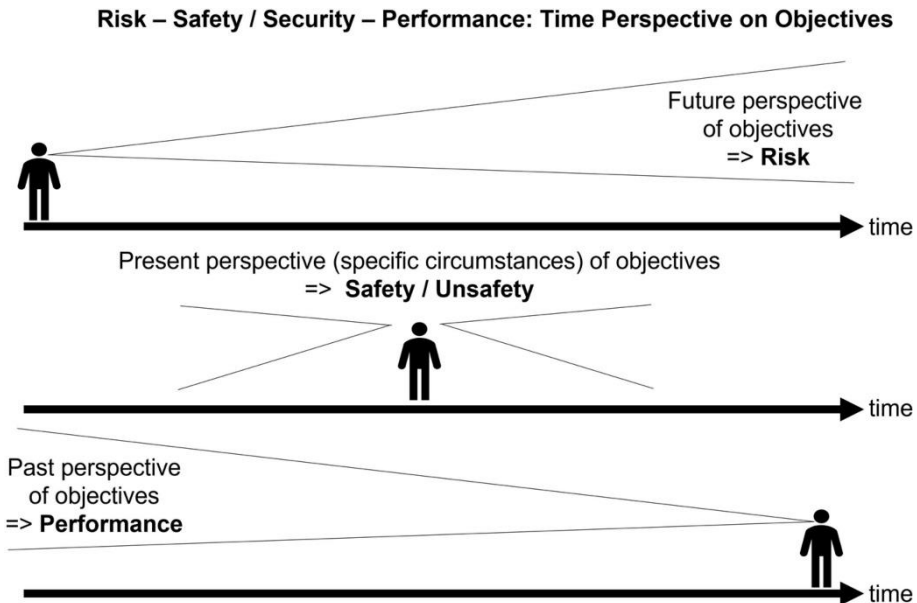 Risk – Safety / Security – Performance: Time Perspective on Objectives
Future perspective
of objectives
=> Risk
time
Present perspective (specific circumstances) of objectives
=> Safety / Unsafety
time
Past perspective
of objectives
=> Performance
time